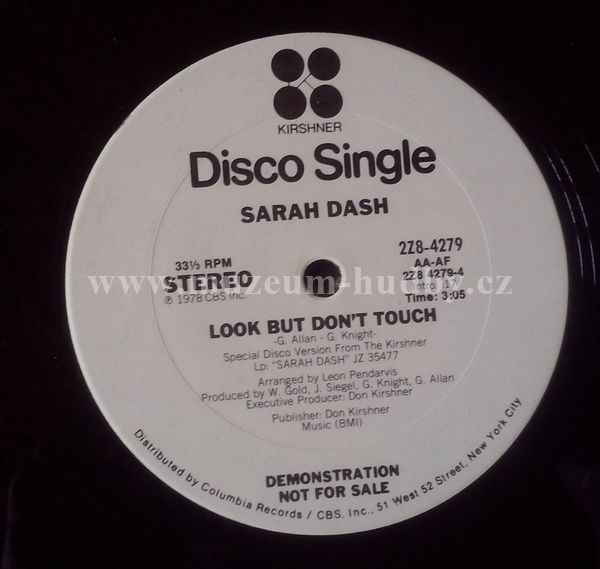 KIRSHNER
Disco Single
SARAH DASH
33⅓ RPM
STEREO
℗ 1978 CBS Inc.
2Z8-4279
AA-AF
2Z8 4279-4
Intro.:
Time: 3:05
www.muzeum-hudby.cz
LOOK BUT DON'T TOUCH
-G. Allan - G. Knight-
Special Disco Version From The Kirshner
Lp: "SARAH DASH" JZ 35477
Arranged by Leon Pendarvis
Produced by W. Gold, J. Siegel, G. Knight, G. Allan
Executive Producer: Don Kirshner
Publisher: Don Kirshner
Music (BMI)
DEMONSTRATION
NOT FOR SALE
Distributed by Columbia Records / CBS, Inc., 51 West 52 Street, New York City